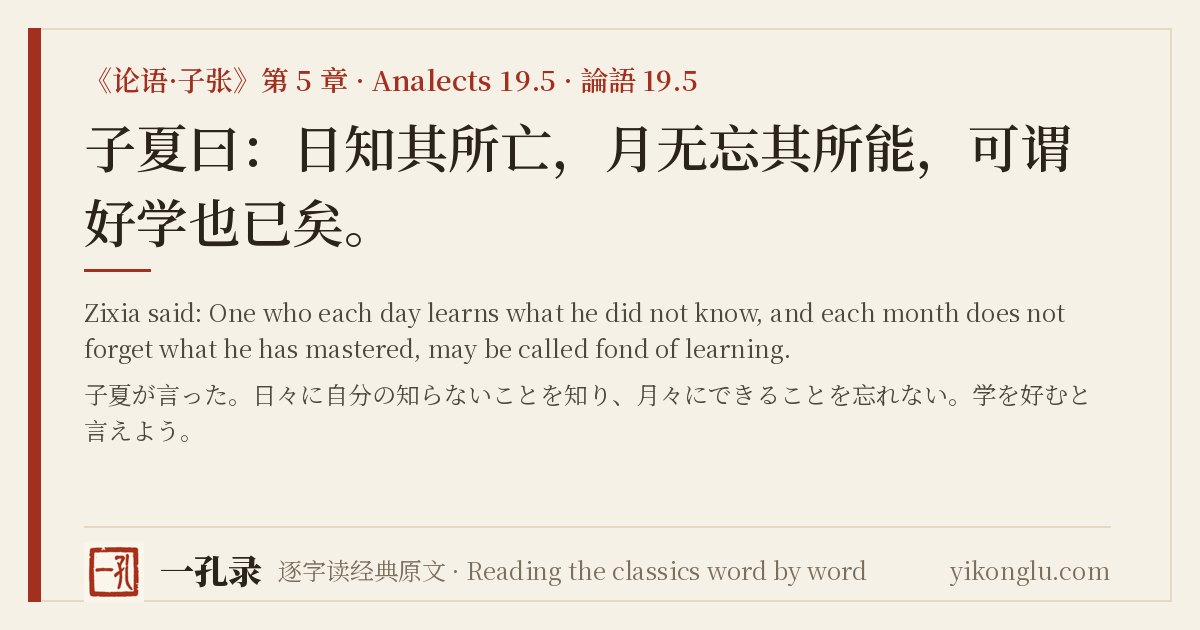 《论语·子张》第 5 章 · Analects 19.5 · 論語 19.5
子夏曰：日知其所亡，月无忘其所能，可谓
好学也已矣。
Zixia said: One who each day learns what he did not know, and each month does not
forget what he has mastered, may be called fond of learning.
子夏が言った。日々に自分の知らないことを知り、月々にできることを忘れない。学を好むと
言えよう。
一孔 一孔录 逐字读经典原文 · Reading the classics word by word yikonglu.com